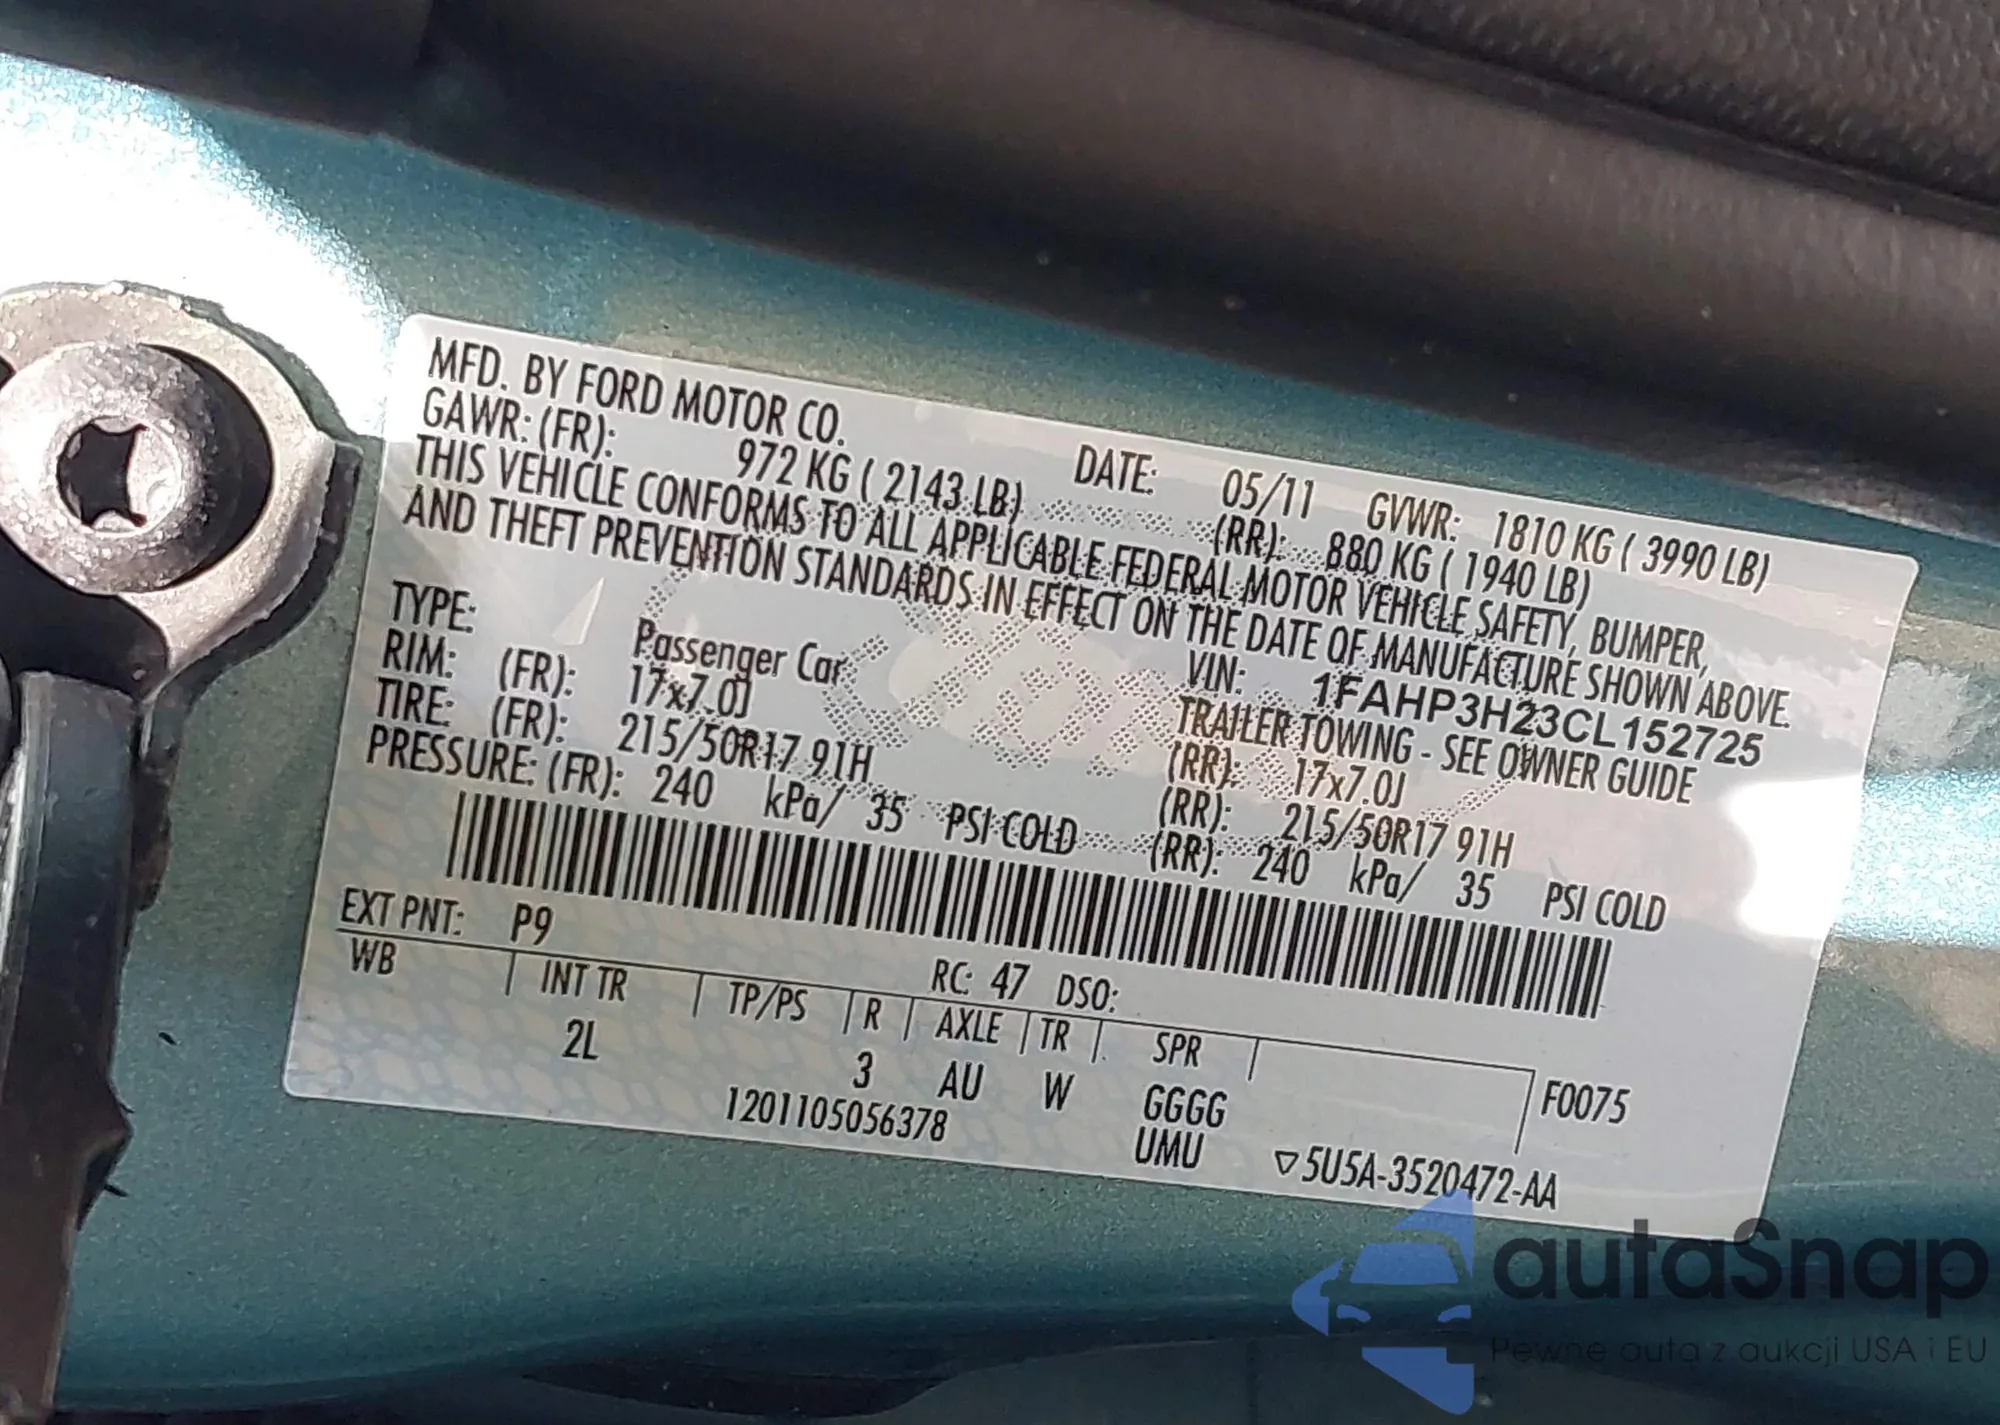 MFD. BY FORD MOTOR CO. DATE: 05/11 GVWR: 1810 KG ( 3990 LB)
GAWR: (FR): 972 KG ( 2143 LB) (RR): 880 KG ( 1940 LB)
THIS VEHICLE CONFORMS TO ALL APPLICABLE FEDERAL MOTOR VEHICLE SAFETY, BUMPER,
AND THEFT PREVENTION STANDARDS IN EFFECT ON THE DATE OF MANUFACTURE SHOWN ABOVE.
VIN: 1FAHP3H23CL152725
TYPE: Passenger Car TRAILER TOWING - SEE OWNER GUIDE
RIM: (FR): 17x7.0J (RR): 17x7.0J
TIRE: (FR): 215/50R17 91H (RR): 215/50R17 91H
PRESSURE: (FR): 240 kPa/ 35 PSI COLD (RR): 240 kPa/ 35 PSI COLD
EXT PNT: P9 RC: 47 DSO:
WB INT TR TP/PS R AXLE TR SPR F0075
2L 3 AU W GGGG
1201105056378 UMU ▽5U5A-3520472-AA
autaSnap
Pewne auta z aukcji USA i EU